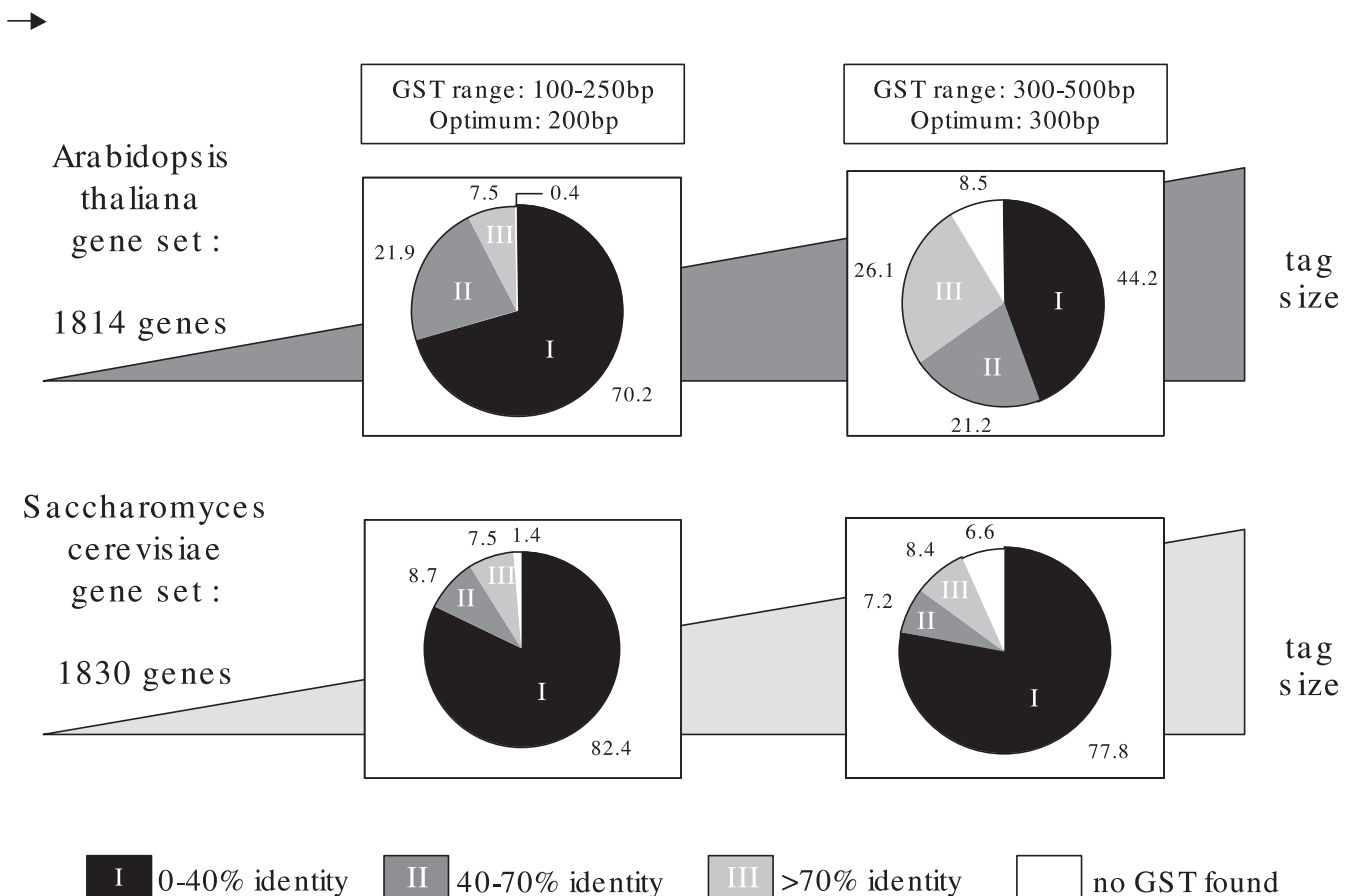 GST range: 100-250bp
Optimum: 200bp
GST range: 300-500bp
Optimum: 300bp
Arabidopsis
thaliana
gene set :
1814 genes
7.5
0.4
21.9
III
II
I
70.2
8.5
26.1
III
I
44.2
II
21.2
tag
size
Saccharomyces
cerevisiae
gene set :
1830 genes
7.5
1.4
8.7
III
II
I
82.4
6.6
8.4
7.2
III
II
I
77.8
tag
size
I 0-40% identity
II 40-70% identity
III >70% identity
no GST found